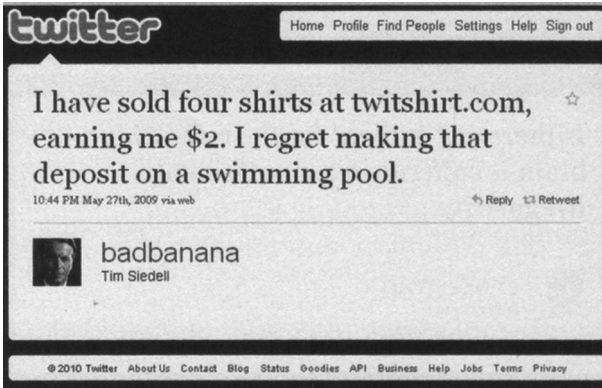 twitter
Home Profile Find People Settings Help Sign out
I have sold four shirts at twitshirt.com,
earning me $2. I regret making that
deposit on a swimming pool.
10:44 PM May 27th, 2009 via web
Reply Retweet
badbanana
Tim Siedell
© 2010 Twitter About Us Contact Blog Status Goodies API Business Help Jobs Terms Privacy